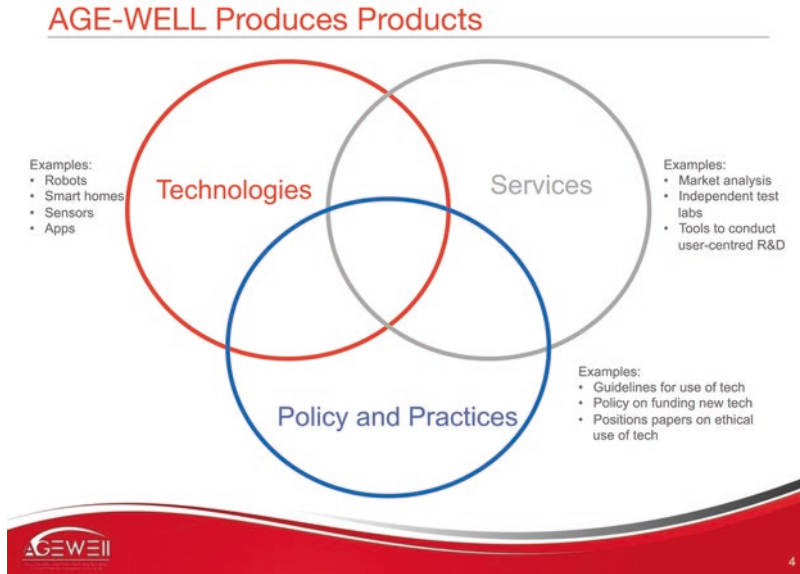 AGE-WELL Produces Products
Examples:
• Robots
• Smart homes
• Sensors
• Apps
Technologies
Services
Examples:
• Market analysis
• Independent test
labs
• Tools to conduct
user-centred R&D
Policy and Practices
Examples:
• Guidelines for use of tech
• Policy on funding new tech
• Positions papers on ethical
use of tech
AGEWELL
4